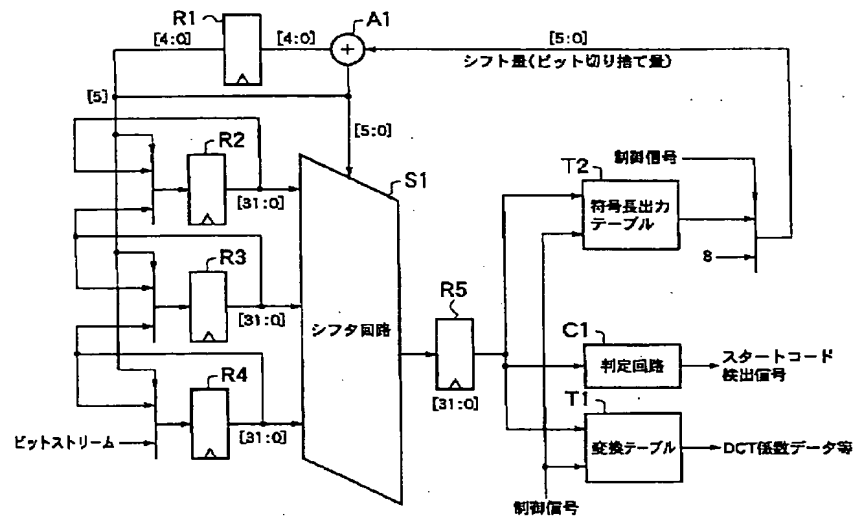 R1
A1
[4:0]
[4:0]
[5:0]
シフト量(ビット切り捨て量)
[5]
[5:0]
R2
[31:0]
S1
制御信号
T2
符号長出力
テーブル
8
R3
[31:0]
シフタ回路
R5
[31:0]
C1
判定回路
スタートコード
検出信号
R4
[31:0]
ビットストリーム
T1
変換テーブル
DCT係数データ等
制御信号